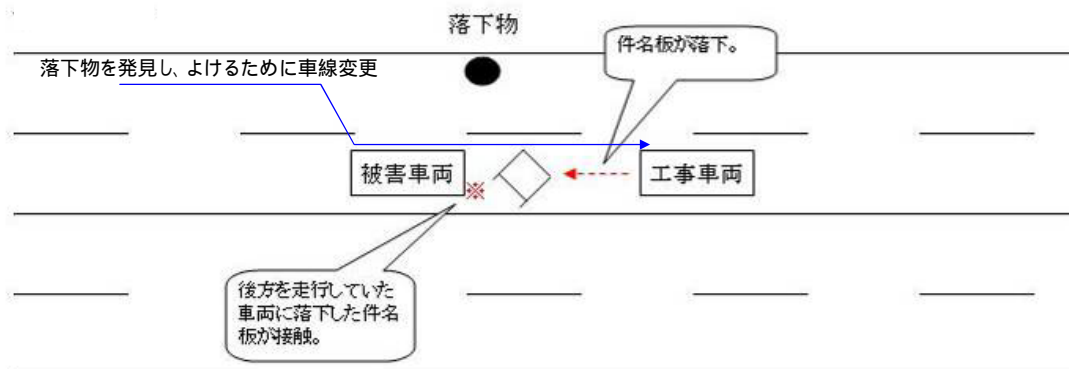 落下物
件名板が落下。
落下物を発見し、よけるために車線変更
被害車両
※
工事車両
後方を走行していた
車両に落下した件名
板が接触。